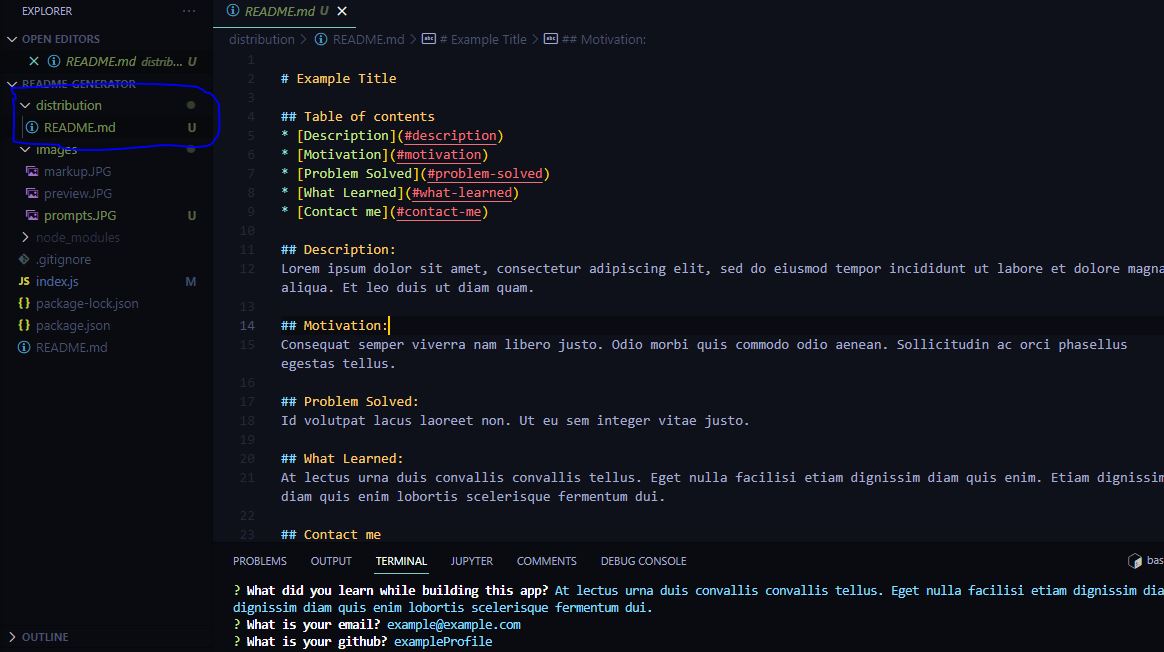 EXPLORER
OPEN EDITORS
README.md distrib... U
README-GENERATOR
distribution
README.md U
images
markup.JPG
preview.JPG
prompts.JPG U
node_modules
.gitignore
JS index.js M
{} package-lock.json
{} package.json
README.md
OUTLINE
README.md U
distribution > README.md > # Example Title > ## Motivation:
1
2 # Example Title
3
4 ## Table of contents
5 * [Description](#description)
6 * [Motivation](#motivation)
7 * [Problem Solved](#problem-solved)
8 * [What Learned](#what-learned)
9 * [Contact me](#contact-me)
10
11 ## Description:
12 Lorem ipsum dolor sit amet, consectetur adipiscing elit, sed do eiusmod tempor incididunt ut labore et dolore magna
aliqua. Et leo duis ut diam quam.
13
14 ## Motivation:
15 Consequat semper viverra nam libero justo. Odio morbi quis commodo odio aenean. Sollicitudin ac orci phasellus
egestas tellus.
16
17 ## Problem Solved:
18 Id volutpat lacus laoreet non. Ut eu sem integer vitae justo.
19
20 ## What Learned:
21 At lectus urna duis convallis convallis tellus. Eget nulla facilisi etiam dignissim diam quis enim. Etiam dignissim
diam quis enim lobortis scelerisque fermentum dui.
22
23 ## Contact me
PROBLEMS OUTPUT TERMINAL JUPYTER COMMENTS DEBUG CONSOLE bas
? What did you learn while building this app? At lectus urna duis convallis convallis tellus. Eget nulla facilisi etiam dignissim dia
dignissim diam quis enim lobortis scelerisque fermentum dui.
? What is your email? example@example.com
? What is your github? exampleProfile